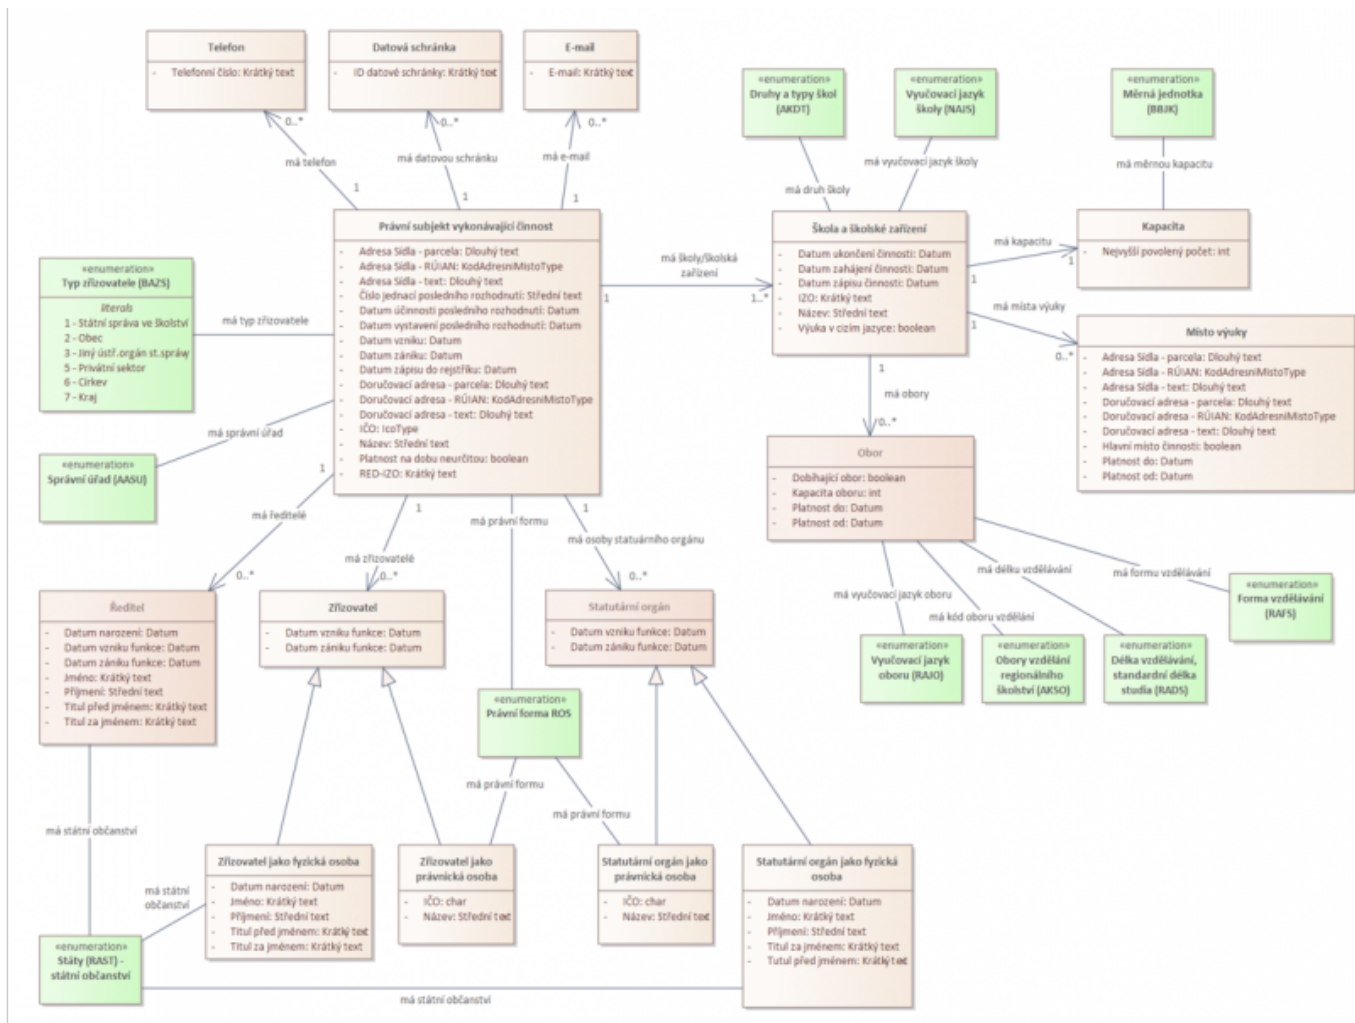 Telefon
- Telefonní číslo: Krátký text
Datová schránka
- ID datové schránky: Krátký text
E-mail
- E-mail: Krátký text
«enumeration»
Druhy a typy škol
(AKDT)
«enumeration»
Vyučovací jazyk
školy (NAJS)
«enumeration»
Měrná jednotka
(BBJK)
0..*
0..*
0..*
má telefon
má datovou schránku
má e-mail
má druh školy
má vyučovací jazyk školy
má měrnou kapacitu
1
1
1
Právní subjekt vykonávající činnost
- Adresa Sídla - parcela: Dlouhý text
- Adresa Sídla - RÚIAN: KodAdresniMistoType
- Adresa Sídla - text: Dlouhý text
- Číslo jednací posledního rozhodnutí: Střední text
- Datum účinnosti posledního rozhodnutí: Datum
- Datum vystavení posledního rozhodnutí: Datum
- Datum vzniku: Datum
- Datum zániku: Datum
- Datum zápisu do rejstříku: Datum
- Doručovací adresa - parcela: Dlouhý text
- Doručovací adresa - RÚIAN: KodAdresniMistoType
- Doručovací adresa - text: Dlouhý text
- IČO: IcoType
- Název: Střední text
- Platnost na dobu neurčitou: boolean
- RED-IZO: Krátký text
má školy/školská
zařízení
1
1..*
Škola a školské zařízení
- Datum ukončení činnosti: Datum
- Datum zahájení činnosti: Datum
- Datum zápisu činnosti: Datum
- IZO: Krátký text
- Název: Střední text
- Výuka v cizím jazyce: boolean
má kapacitu
1
1
Kapacita
- Nejvyšší povolený počet: int
má místa výuky
1
0..*
Místo výuky
- Adresa Sídla - parcela: Dlouhý text
- Adresa Sídla - RÚIAN: KodAdresniMistoType
- Adresa Sídla - text: Dlouhý text
- Doručovací adresa - parcela: Dlouhý text
- Doručovací adresa - RÚIAN: KodAdresniMistoType
- Doručovací adresa - text: Dlouhý text
- Hlavní místo činnosti: boolean
- Platnost do: Datum
- Platnost od: Datum
«enumeration»
Typ zřizovatele (BAZS)
literals
1 - Státní správa ve školství
2 - Obec
3 - Jiný ústř.orgán st.správy
5 - Privátní sektor
6 - Církev
7 - Kraj
má typ zřizovatele
má správní úřad
«enumeration»
Správní úřad (AASU)
1
má obory
0..*
Obor
- Dobíhající obor: boolean
- Kapacita oboru: int
- Platnost do: Datum
- Platnost od: Datum
1
má ředitelé
0..*
1
má zřizovatelé
0..*
má právní formu
1
má osoby statuárního orgánu
0..*
má vyučovací jazyk oboru
má kód oboru vzdělání
má délku vzdělávání
má formu vzdělávání
«enumeration»
Forma vzdělávání
(RAFS)
Ředitel
- Datum narození: Datum
- Datum vzniku funkce: Datum
- Datum zániku funkce: Datum
- Jméno: Krátký text
- Příjmení: Střední text
- Titul před jménem: Krátký text
- Titul za jménem: Krátký text
Zřizovatel
- Datum vzniku funkce: Datum
- Datum zániku funkce: Datum
Statutární orgán
- Datum vzniku funkce: Datum
- Datum zániku funkce: Datum
«enumeration»
Vyučovací jazyk
oboru (RAJO)
«enumeration»
Obory vzdělání
regionálního
školství (AKSO)
«enumeration»
Délka vzdělávání,
standardní délka
studia (RADS)
«enumeration»
Právní forma ROS
má právní formu
má právní formu
má státní občanství
Zřizovatel jako fyzická osoba
- Datum narození: Datum
- Jméno: Krátký text
- Příjmení: Střední text
- Titul před jménem: Krátký text
- Titul za jménem: Krátký text
Zřizovatel jako
právnická osoba
- IČO: char
- Název: Střední text
Statutární orgán jako
právnická osoba
- IČO: char
- Název: Střední text
Statutární orgán jako fyzická
osoba
- Datum narození: Datum
- Jméno: Krátký text
- Příjmení: Střední text
- Titul za jménem: Krátký text
- Tutul před jménem: Krátký text
má státní
občanství
«enumeration»
Státy (RAST) -
státní občanství
má státní občanství